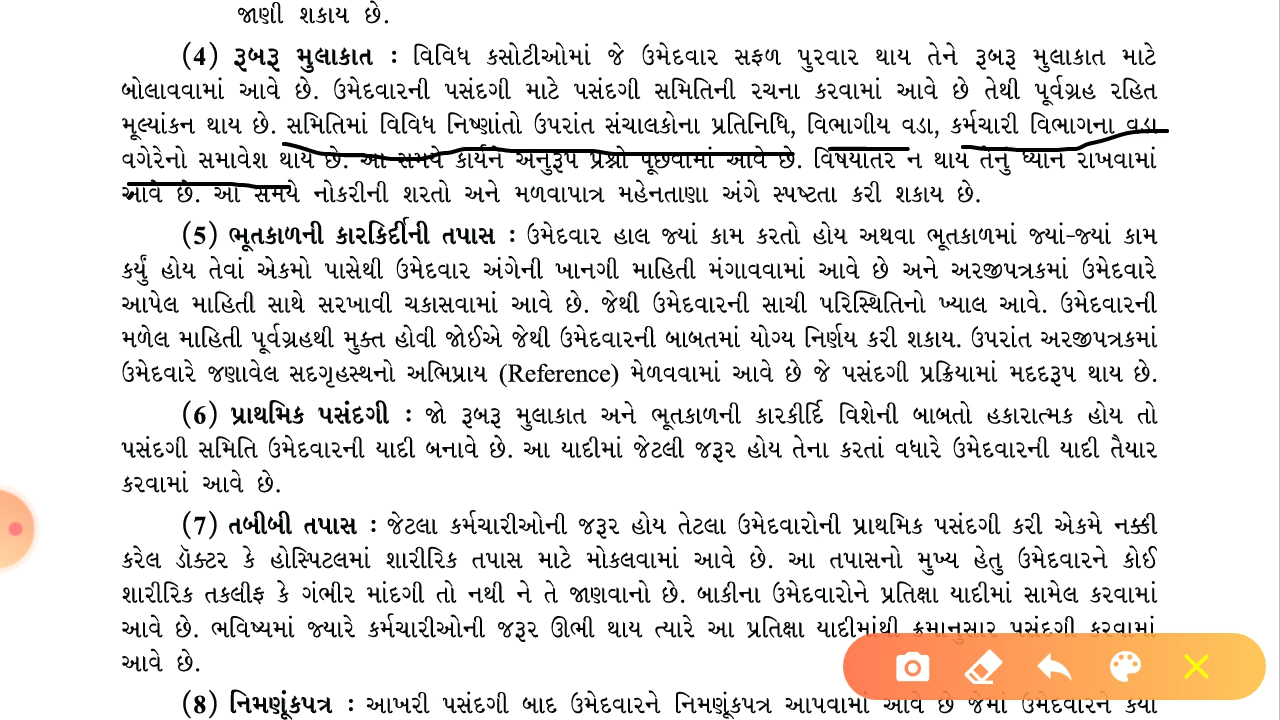 જાણી શકાય છે.
(4) રૂબરૂ મુલાકાત : વિવિધ કસોટીઓમાં જે ઉમેદવાર સફળ પુરવાર થાય તેને રૂબરૂ મુલાકાત માટે
બોલાવવામાં આવે છે. ઉમેદવારની પસંદગી માટે પસંદગી સમિતિની રચના કરવામાં આવે છે તેથી પૂર્વગ્રહ રહિત
મૂલ્યાંકન થાય છે. સમિતિમાં વિવિધ નિષ્ણાંતો ઉપરાંત સંચાલકોના પ્રતિનિધિ, વિભાગીય વડા, કર્મચારી વિભાગના વડા
વગેરેનો સમાવેશ થાય છે. આ સમયે કાર્યને અનુરૂપ પ્રશ્નો પૂછવામાં આવે છે. વિષયાંતર ન થાય તેનું ધ્યાન રાખવામાં
આવે છે. આ સમયે નોકરીની શરતો અને મળવાપાત્ર મહેનતાણા અંગે સ્પષ્ટતા કરી શકાય છે.
(5) ભૂતકાળની કારકિર્દીની તપાસ : ઉમેદવાર હાલ જ્યાં કામ કરતો હોય અથવા ભૂતકાળમાં જ્યાં-જ્યાં કામ
કર્યું હોય તેવાં એકમો પાસેથી ઉમેદવાર અંગેની ખાનગી માહિતી મંગાવવામાં આવે છે અને અરજીપત્રકમાં ઉમેદવારે
આપેલ માહિતી સાથે સરખાવી ચકાસવામાં આવે છે. જેથી ઉમેદવારની સાચી પરિસ્થિતિનો ખ્યાલ આવે. ઉમેદવારની
મળેલ માહિતી પૂર્વગ્રહથી મુક્ત હોવી જોઈએ જેથી ઉમેદવારની બાબતમાં યોગ્ય નિર્ણય કરી શકાય. ઉપરાંત અરજીપત્રકમાં
ઉમેદવારે જણાવેલ સદગૃહસ્થનો અભિપ્રાય (Reference) મેળવવામાં આવે છે જે પસંદગી પ્રક્રિયામાં મદદરૂપ થાય છે.
(6) પ્રાથમિક પસંદગી : જો રૂબરૂ મુલાકાત અને ભૂતકાળની કારકીર્દિ વિશેની બાબતો હકારાત્મક હોય તો
પસંદગી સમિતિ ઉમેદવારની યાદી બનાવે છે. આ યાદીમાં જેટલી જરૂર હોય તેના કરતાં વધારે ઉમેદવારની યાદી તૈયાર
કરવામાં આવે છે.
(7) તબીબી તપાસ : જેટલા કર્મચારીઓની જરૂર હોય તેટલા ઉમેદવારોની પ્રાથમિક પસંદગી કરી એકમે નક્કી
કરેલ ડૉક્ટર કે હોસ્પિટલમાં શારીરિક તપાસ માટે મોકલવામાં આવે છે. આ તપાસનો મુખ્ય હેતુ ઉમેદવારને કોઈ
શારીરિક તકલીફ કે ગંભીર માંદગી તો નથી ને તે જાણવાનો છે. બાકીના ઉમેદવારોને પ્રતિક્ષા યાદીમાં સામેલ કરવામાં
આવે છે. ભવિષ્યમાં જ્યારે કર્મચારીઓની જરૂર ઊભી થાય ત્યારે આ પ્રતિક્ષા યાદીમાંથી ક્રમાનુસાર પસંદગી કરવામાં
આવે છે.
(8) નિમણૂંકપત્ર : આખરી પસંદગી બાદ ઉમેદવારને નિમણૂંકપત્ર આપવામાં આવે છે જેમાં ઉમેદવારને કયા